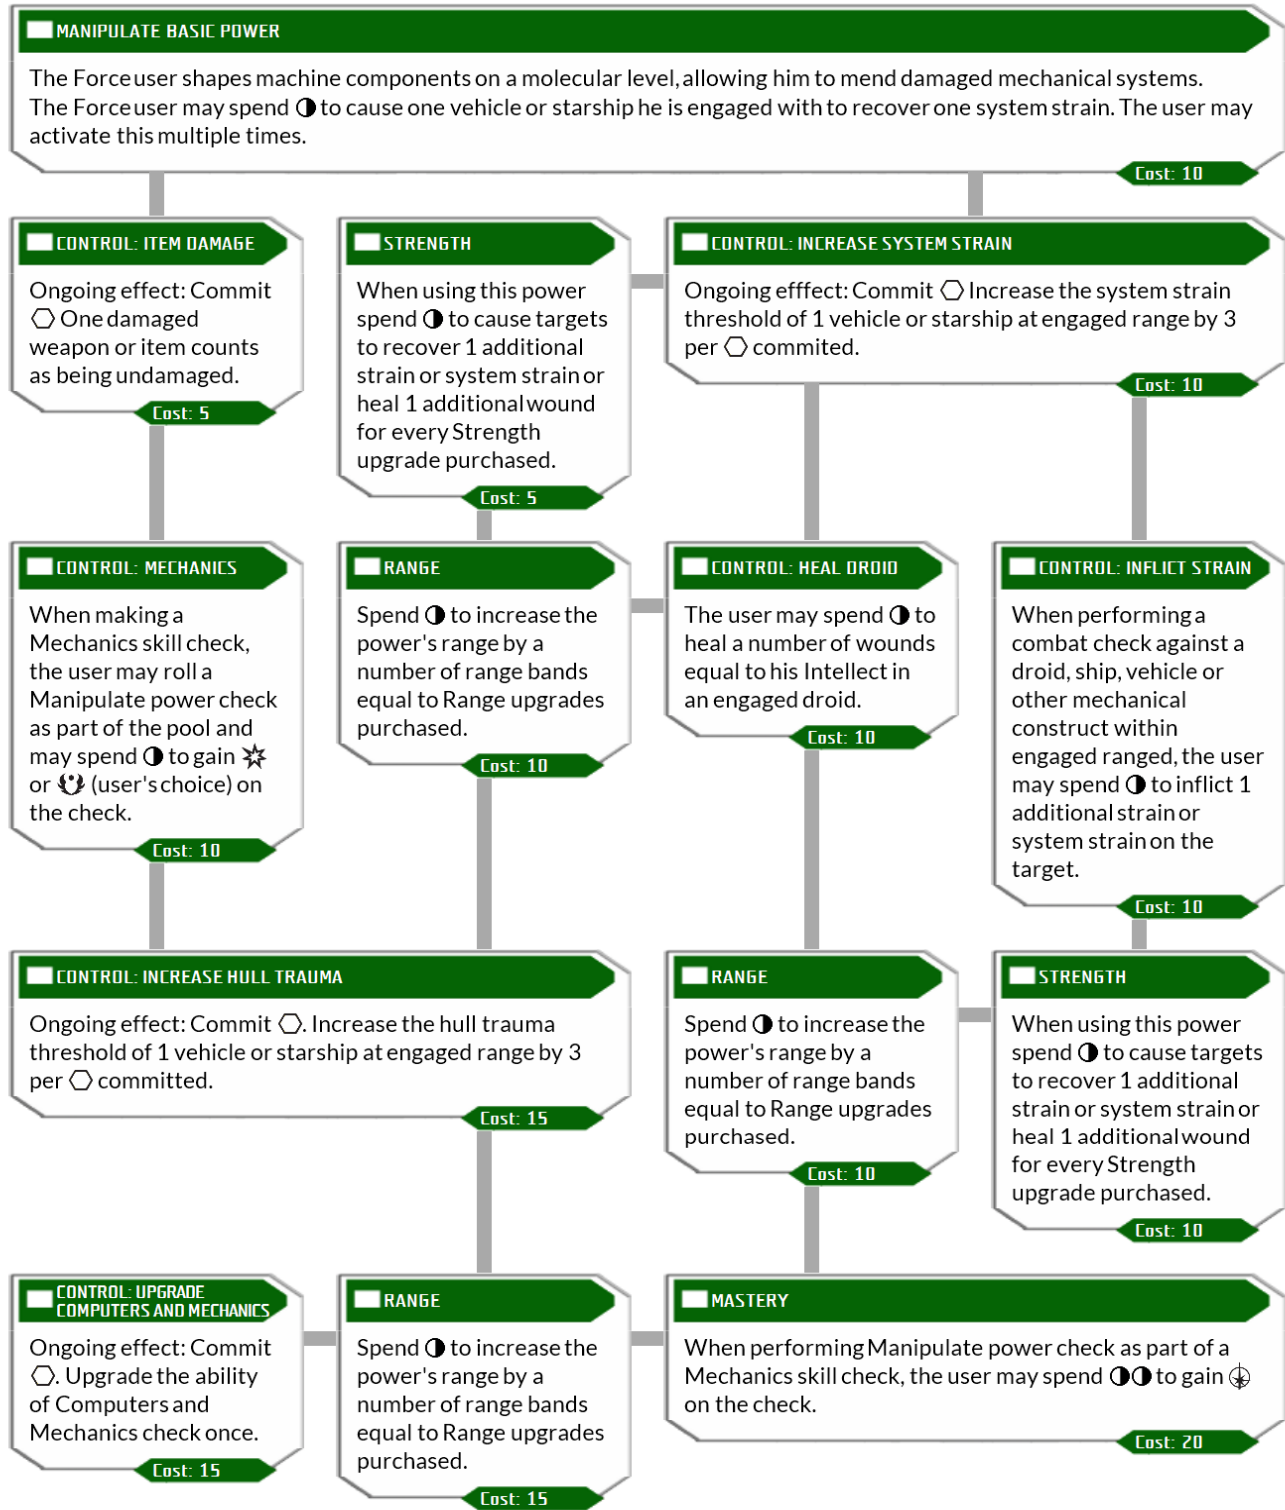 MANIPULATE BASIC POWER
The Force user shapes machine components on a molecular level, allowing him to mend damaged mechanical systems.
The Force user may spend ◑ to cause one vehicle or starship he is engaged with to recover one system strain. The user may
activate this multiple times.
Cost: 10
CONTROL: ITEM DAMAGE
Ongoing effect: Commit
⬡ One damaged
weapon or item counts
as being undamaged.
Cost: 5
STRENGTH
When using this power
spend ◑ to cause targets
to recover 1 additional
strain or system strain or
heal 1 additional wound
for every Strength
upgrade purchased.
Cost: 5
CONTROL: INCREASE SYSTEM STRAIN
Ongoing efffect: Commit ⬡ Increase the system strain
threshold of 1 vehicle or starship at engaged range by 3
per ⬡ commited.
Cost: 10
CONTROL: MECHANICS
When making a
Mechanics skill check,
the user may roll a
Manipulate power check
as part of the pool and
may spend ◑ to gain
or (user's choice) on
the check.
Cost: 10
RANGE
Spend ◑ to increase the
power's range by a
number of range bands
equal to Range upgrades
purchased.
Cost: 10
CONTROL: HEAL DROID
The user may spend ◑ to
heal a number of wounds
equal to his Intellect in
an engaged droid.
Cost: 10
CONTROL: INFLICT STRAIN
When performing a
combat check against a
droid, ship, vehicle or
other mechanical
construct within
engaged ranged, the user
may spend ◑ to inflict 1
additional strain or
system strain on the
target.
Cost: 10
CONTROL: INCREASE HULL TRAUMA
Ongoing effect: Commit ⬡. Increase the hull trauma
threshold of 1 vehicle or starship at engaged range by 3
per ⬡ committed.
Cost: 15
RANGE
Spend ◑ to increase the
power's range by a
number of range bands
equal to Range upgrades
purchased.
Cost: 10
STRENGTH
When using this power
spend ◑ to cause targets
to recover 1 additional
strain or system strain or
heal 1 additional wound
for every Strength
upgrade purchased.
Cost: 10
CONTROL: UPGRADE
COMPUTERS AND MECHANICS
Ongoing effect: Commit
⬡. Upgrade the ability
of Computers and
Mechanics check once.
Cost: 15
RANGE
Spend ◑ to increase the
power's range by a
number of range bands
equal to Range upgrades
purchased.
Cost: 15
MASTERY
When performing Manipulate power check as part of a
Mechanics skill check, the user may spend ◑◑ to gain
on the check.
Cost: 20